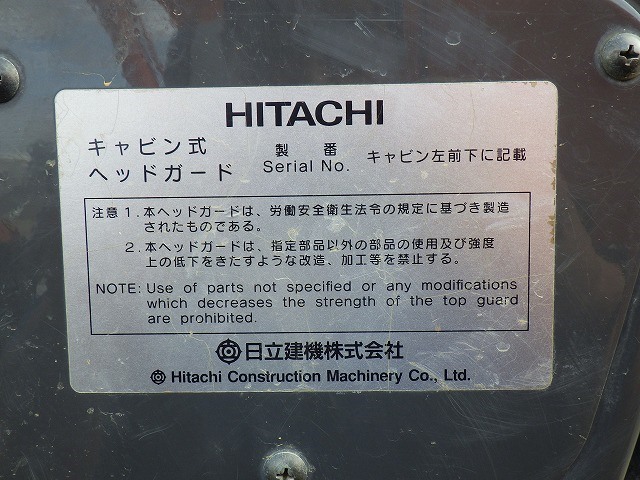 HITACHI
キャビン式 製番 キャビン左前下に記載
ヘッドガード Serial No.
注意 1. 本ヘッドガードは、労働安全衛生法令の規定に基づき製造
されたものである。
2. 本ヘッドガードは、指定部品以外の部品の使用及び強度
上の低下をきたすような改造、加工等を禁止する。
NOTE: Use of parts not specified or any modifications
which decreases the strength of the top guard
are prohibited.
日立建機株式会社
Hitachi Construction Machinery Co., Ltd.